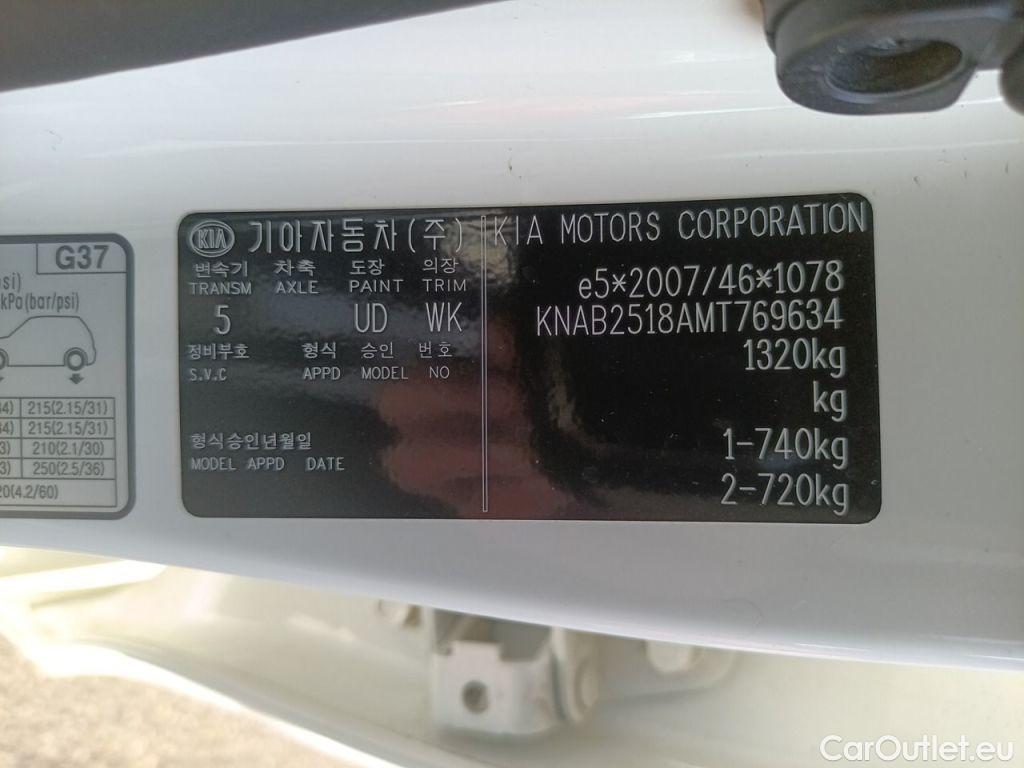 G37
kPa(bar/psi)
215(2.15/31)
215(2.15/31)
210(2.1/30)
250(2.5/36)
KIA 기아자동차(주) KIA MOTORS CORPORATION
변속기 차축 도장 의장
TRANSM AXLE PAINT TRIM
5 UD WK
정비부호 형식 승인 번호
S.V.C APPD MODEL NO
형식승인년월일
MODEL APPD DATE
e5*2007/46*1078
KNAB2518AMT769634
1320kg
kg
1-740kg
2-720kg
CarOutlet.eu